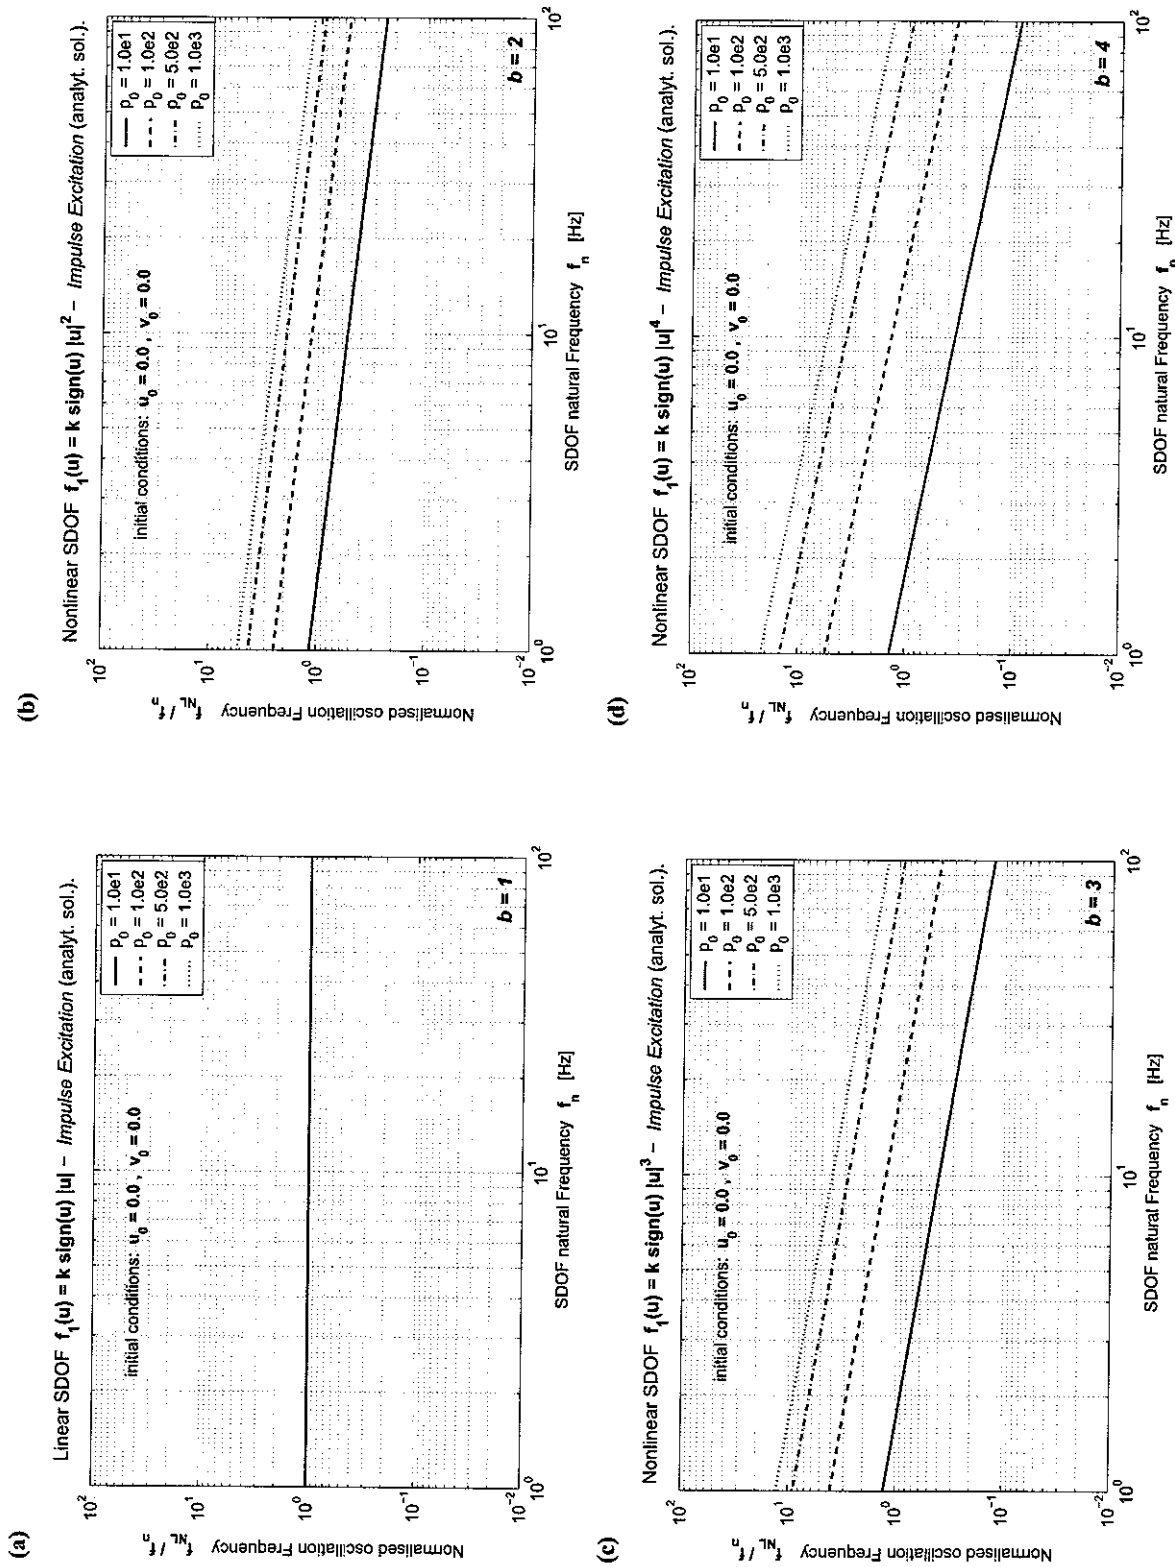 (a)
Linear SDOF f1(u) = k sign(u) |u| – Impulse Excitation (analyt. sol.).
initial conditions: u0 = 0.0 , v0 = 0.0
p0 = 1.0e1
p0 = 1.0e2
p0 = 5.0e2
p0 = 1.0e3
b = 1
Normalised oscillation Frequency fNL / fn
10^2
10^1
10^0
10^-1
10^-2
10^0
10^1
10^2
SDOF natural Frequency fn [Hz]
(b)
Nonlinear SDOF f1(u) = k sign(u) |u|^2 – Impulse Excitation (analyt. sol.).
initial conditions: u0 = 0.0 , v0 = 0.0
p0 = 1.0e1
p0 = 1.0e2
p0 = 5.0e2
p0 = 1.0e3
b = 2
Normalised oscillation Frequency fNL / fn
10^2
10^1
10^0
10^-1
10^-2
10^0
10^1
10^2
SDOF natural Frequency fn [Hz]
(c)
Nonlinear SDOF f1(u) = k sign(u) |u|^3 – Impulse Excitation (analyt. sol.).
initial conditions: u0 = 0.0 , v0 = 0.0
p0 = 1.0e1
p0 = 1.0e2
p0 = 5.0e2
p0 = 1.0e3
b = 3
Normalised oscillation Frequency fNL / fn
10^2
10^1
10^0
10^-1
10^-2
10^0
10^1
10^2
SDOF natural Frequency fn [Hz]
(d)
Nonlinear SDOF f1(u) = k sign(u) |u|^4 – Impulse Excitation (analyt. sol.).
initial conditions: u0 = 0.0 , v0 = 0.0
p0 = 1.0e1
p0 = 1.0e2
p0 = 5.0e2
p0 = 1.0e3
b = 4
Normalised oscillation Frequency fNL / fn
10^2
10^1
10^0
10^-1
10^-2
10^0
10^1
10^2
SDOF natural Frequency fn [Hz]